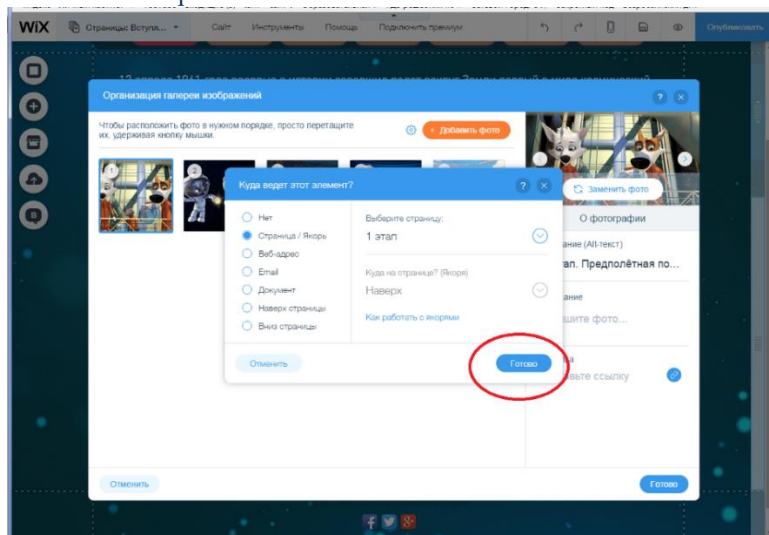 WiX
Страницы: Вступл...
Сайт
Инструменты
Помощь
Подключить премиум
Опубликовать
Организация галереи изображений
Чтобы расположить фото в нужном порядке, просто перетащите
их, удерживая кнопку мышки.
+ Добавить фото
1
2
Заменить фото
О фотографии
Куда ведет этот элемент?
Нет
Страница / Якорь
Веб-адрес
Email
Документ
Наверх страницы
Вниз страницы
Выберите страницу:
1 этап
Куда на странице? (Якоря)
Наверх
Как работать с якорями
Отменить
Готово
ание (Alt-текст)
ап. Предполётная по...
ание
шите фото...
а
вьте ссылку
Отменить
Готово